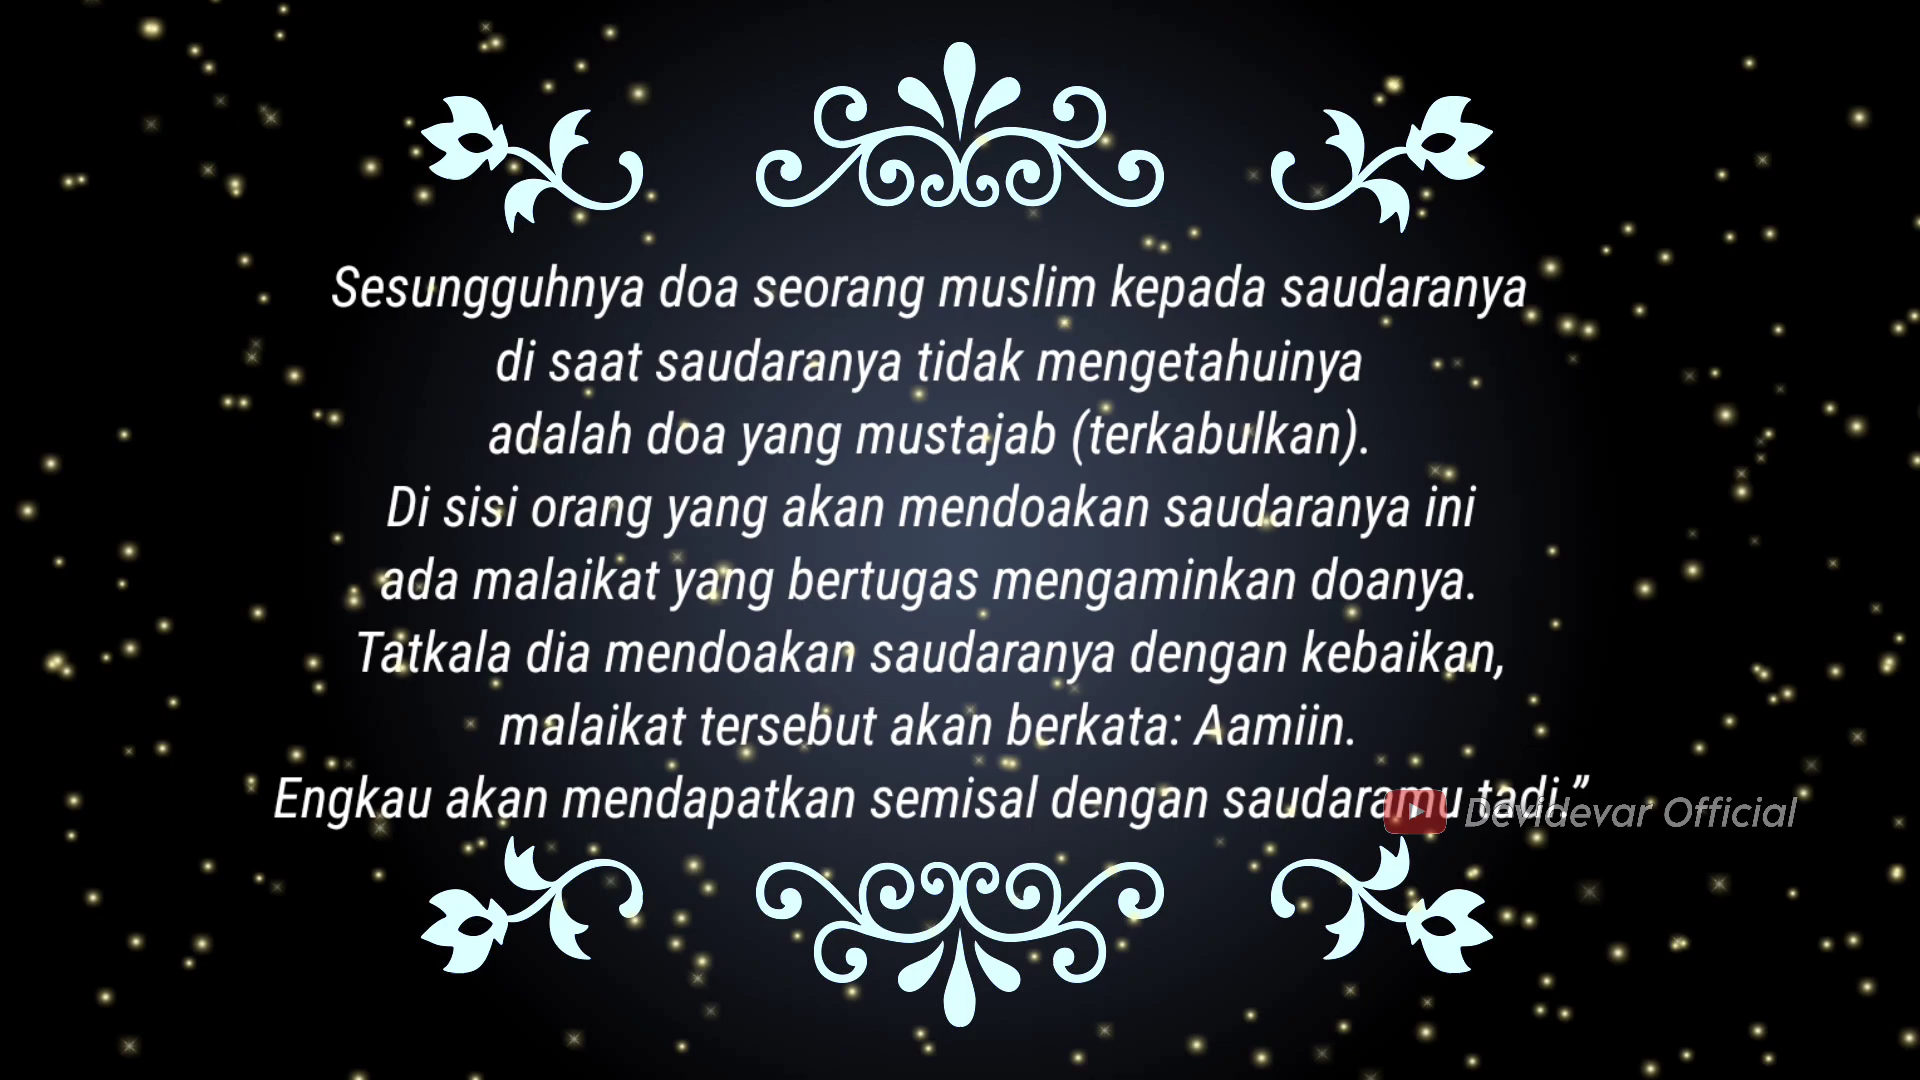 Sesungguhnya doa seorang muslim kepada saudaranya
di saat saudaranya tidak mengetahuinya
adalah doa yang mustajab (terkabulkan).
Di sisi orang yang akan mendoakan saudaranya ini
ada malaikat yang bertugas mengaminkan doanya.
Tatkala dia mendoakan saudaranya dengan kebaikan,
malaikat tersebut akan berkata: Aamiin.
Engkau akan mendapatkan semisal dengan saudaramu tadi.”
Devidevar Official